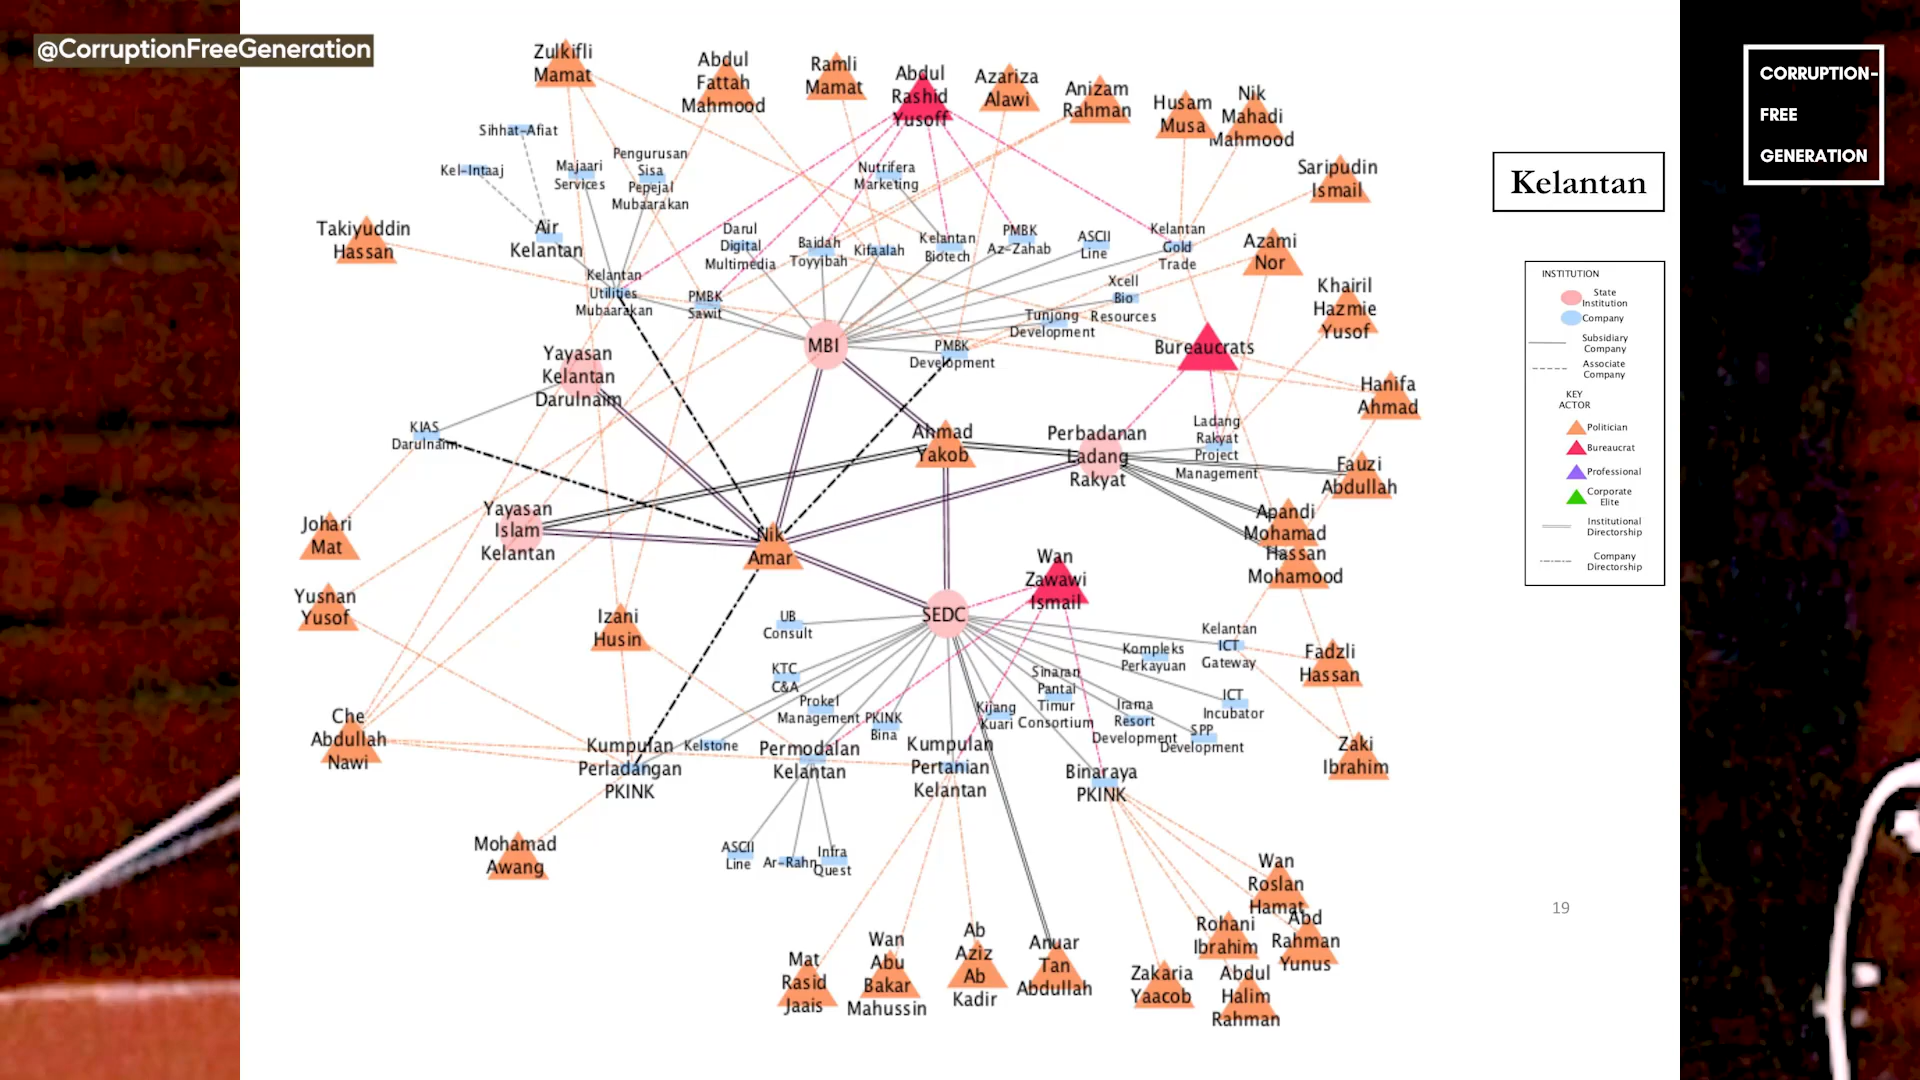 @CorruptionFreeGeneration
CORRUPTION-
FREE
GENERATION
Kelantan
Zulkifli
Mamat
Abdul
Fattah
Mahmood
Ramli
Mamat
Abdul
Rashid
Yusoff
Azariza
Alawi
Anizam
Rahman
Husam
Musa
Nik
Mahadi
Mahmood
Saripudin
Ismail
Sihhat-Afiat
Kel-Intaaj
Majaari
Services
Pengurusan
Sisa
Pepejal
Mubaarakan
Nutrifera
Marketing
Takiyuddin
Hassan
Air
Kelantan
Kelantan
Utilities
Mubaarakan
Darul
Digital
Multimedia
Baidah
Toyyibah
Kifaalah
Kelantan
Biotech
PMBK
Az-Zahab
ASCII
Line
Kelantan
Gold
Trade
Azami
Nor
Khairil
Hazmie
Yusof
PMBK
Sawit
Xcell
Bio
Resources
Tunjong
Development
MBI
PMBK
Development
Bureaucrats
Yayasan
Kelantan
Darulnaim
Hanifa
Ahmad
KIAS
Darulnaim
Ahmad
Yakob
Perbadanan
Ladang
Rakyat
Ladang
Rakyat
Project
Management
Fauzi
Abdullah
Yayasan
Islam
Kelantan
Johari
Mat
Nik
Amar
Apandi
Mohamad
Hassan
Mohamood
Wan
Zawawi
Ismail
Yusnan
Yusof
Izani
Husin
UB
Consult
SEDC
Kelantan
ICT
Gateway
Kompleks
Perkayuan
Fadzli
Hassan
KTC
C&A
Sinaran
Pantai
Timur
Consortium
Prokel
Management
PKINK
Bina
Kijang
Kuari
Irama
Resort
Development
ICT
Incubator
SPP
Development
Che
Abdullah
Nawi
Kumpulan
Perladangan
PKINK
Kelstone
Permodalan
Kelantan
Kumpulan
Pertanian
Kelantan
Binaraya
PKINK
Zaki
Ibrahim
Mohamad
Awang
ASCII
Line
Ar-Rahn
Infra
Quest
Mat
Rasid
Jaais
Wan
Abu
Bakar
Mahussin
Ab
Aziz
Ab
Kadir
Anuar
Tan
Abdullah
Zakaria
Yaacob
Rohani
Ibrahim
Abdul
Halim
Rahman
Wan
Roslan
Hamat
Abd
Rahman
Yunus
INSTITUTION
State
Institution
Company
Subsidiary
Company
Associate
Company
KEY
ACTOR
Politician
Bureaucrat
Professional
Corporate
Elite
Institutional
Directorship
Company
Directorship
19